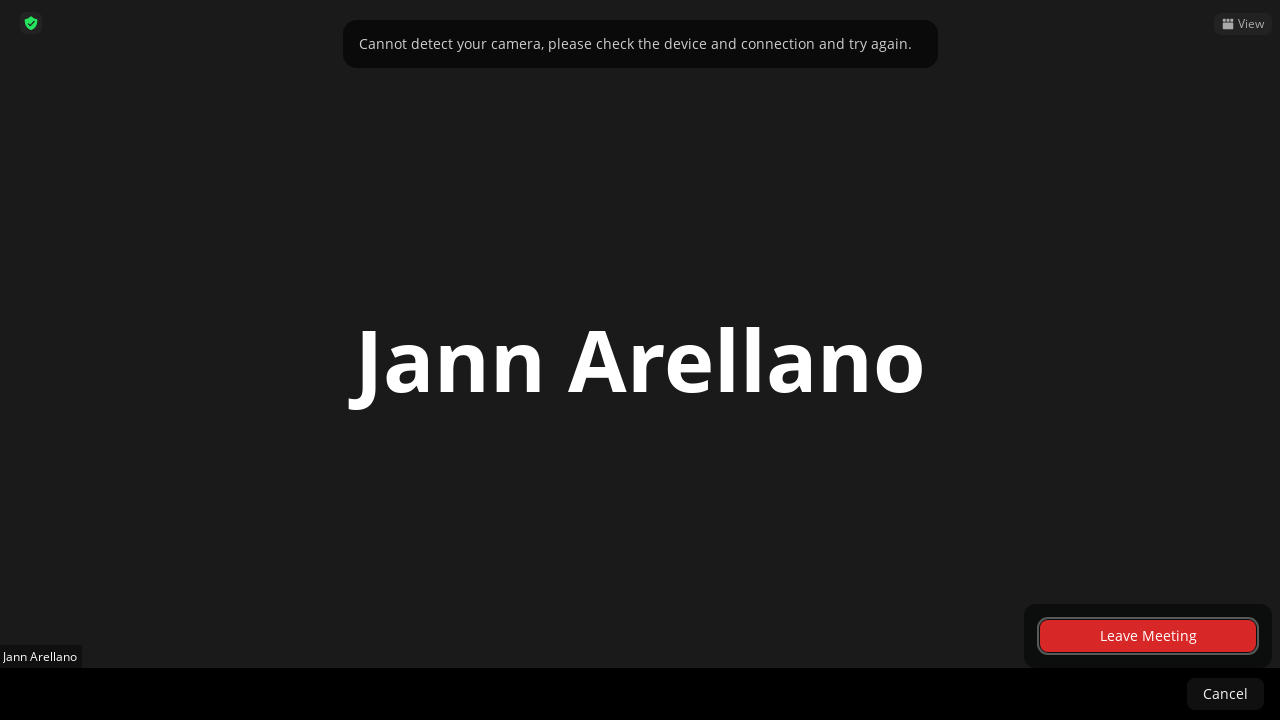 View
Cannot detect your camera, please check the device and connection and try again.
Jann Arellano
Leave Meeting
Jann Arellano
Cancel